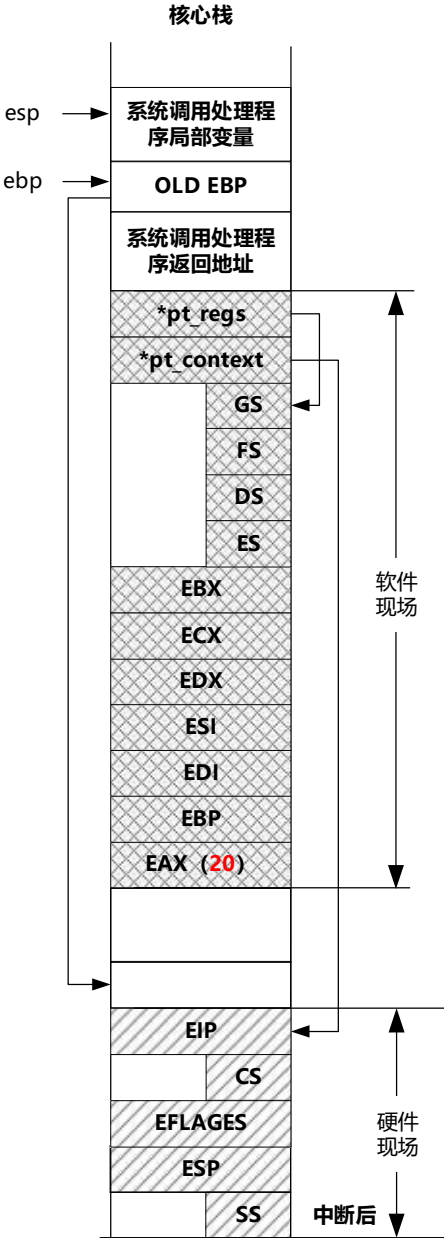 核心栈
esp
系统调用处理程
序局部变量
ebp
OLD EBP
系统调用处理程
序返回地址
*pt_regs
*pt_context
GS
FS
DS
ES
软件
现场
EBX
ECX
EDX
ESI
EDI
EBP
EAX（20）
EIP
CS
EFLAGES
硬件
现场
ESP
SS
中断后